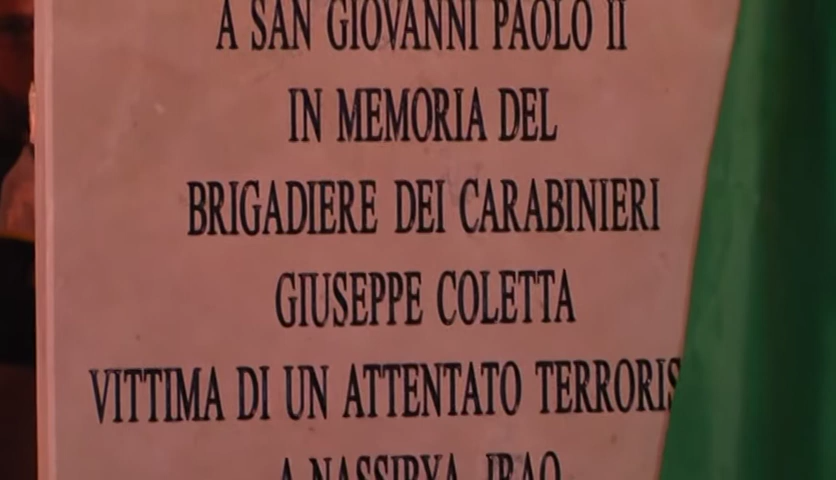 A SAN GIOVANNI PAOLO II
IN MEMORIA DEL
BRIGADIERE DEI CARABINIERI
GIUSEPPE COLETTA
VITTIMA DI UN ATTENTATO TERRORIS
A NASSIRYA, IRAQ